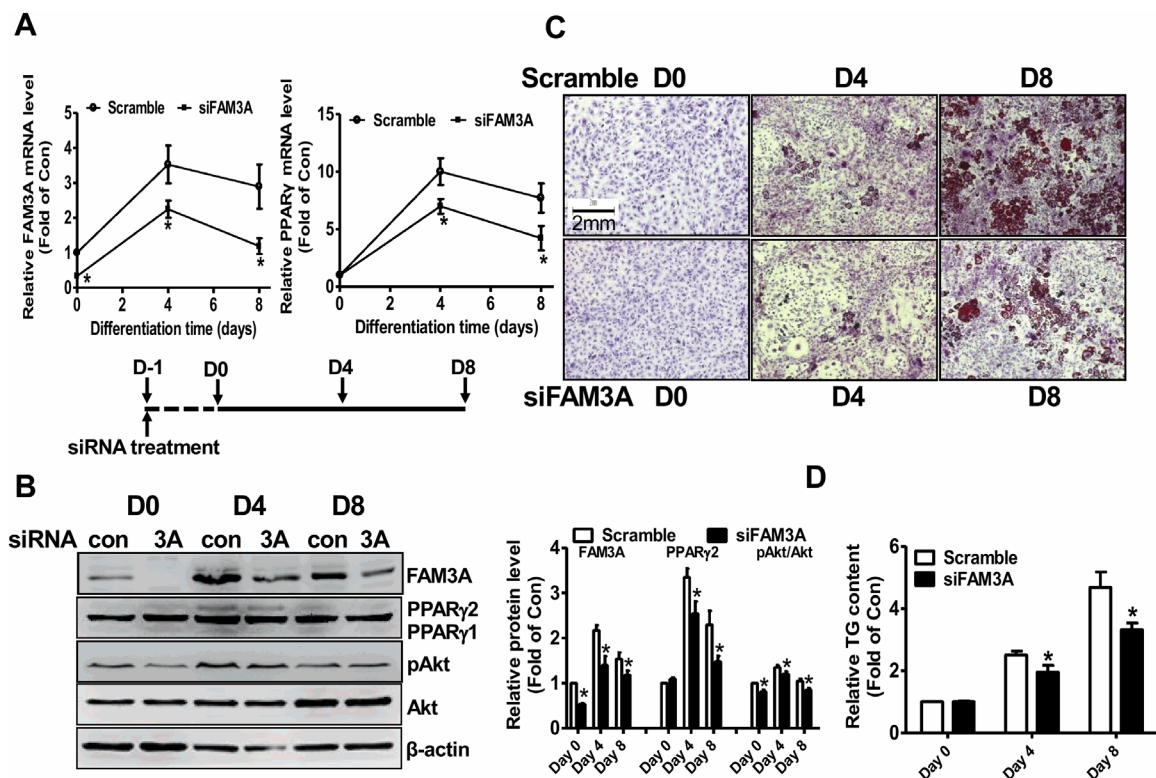 A
Relative FAM3A mRNA level
(Fold of Con)
Scramble siFAM3A
5
4
3
2
1
0
*
*
*
0 2 4 6 8
Differentiation time (days)
Relative PPARγ mRNA level
(Fold of Con)
Scramble siFAM3A
15
10
5
0
*
*
0 2 4 6 8
Differentiation time (days)
D-1 D0 D4 D8
siRNA treatment
C
Scramble D0 D4 D8
2mm
siFAM3A D0 D4 D8
B
D0 D4 D8
siRNA con 3A con 3A con 3A
FAM3A
PPARγ2
PPARγ1
pAkt
Akt
β-actin
Relative protein level
(Fold of Con)
Scramble siFAM3A
FAM3A PPARγ2 pAkt/Akt
4
3
2
1
0
* * * * * * * *
Day 0 Day 4 Day 8 Day 0 Day 4 Day 8 Day 0 Day 4 Day 8
D
Relative TG content
(Fold of Con)
Scramble
siFAM3A
6
4
2
0
* *
Day 0 Day 4 Day 8